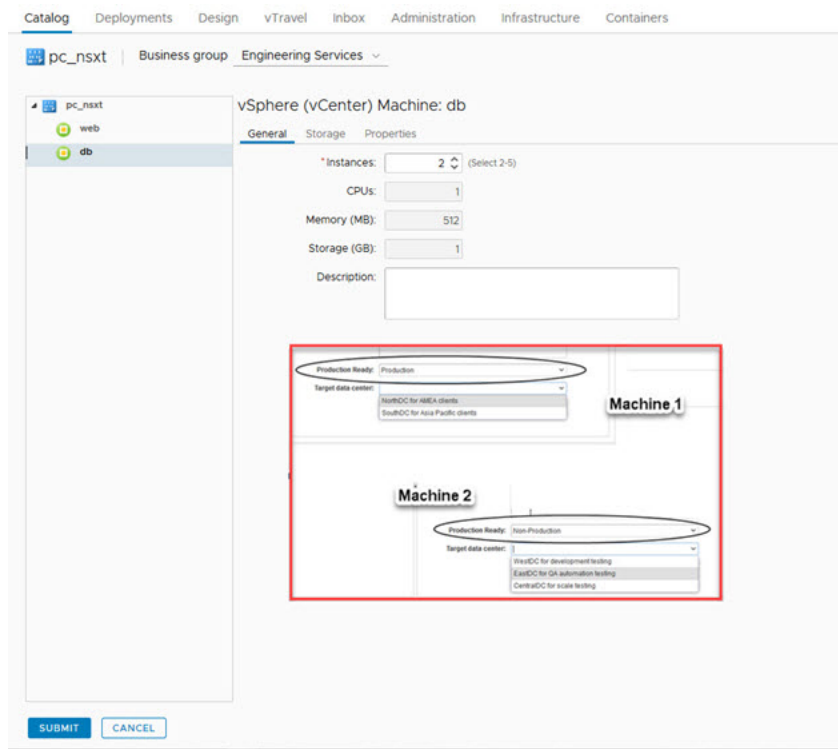 Catalog Deployments Design vTravel Inbox Administration Infrastructure Containers
pc_nsxt Business group Engineering Services
pc_nsxt
web
db
vSphere (vCenter) Machine: db
General Storage Properties
*Instances: 2 (Select 2-5)
CPUs: 1
Memory (MB): 512
Storage (GB): 1
Description:
Production Ready: Production
Target data center:
NorthDC for AMEA clients
SouthDC for Asia Pacific clients
Machine 1
Machine 2
Production Ready: Non-Production
Target data center:
WestDC for development testing
EastDC for QA automation testing
CentralDC for scale testing
SUBMIT CANCEL